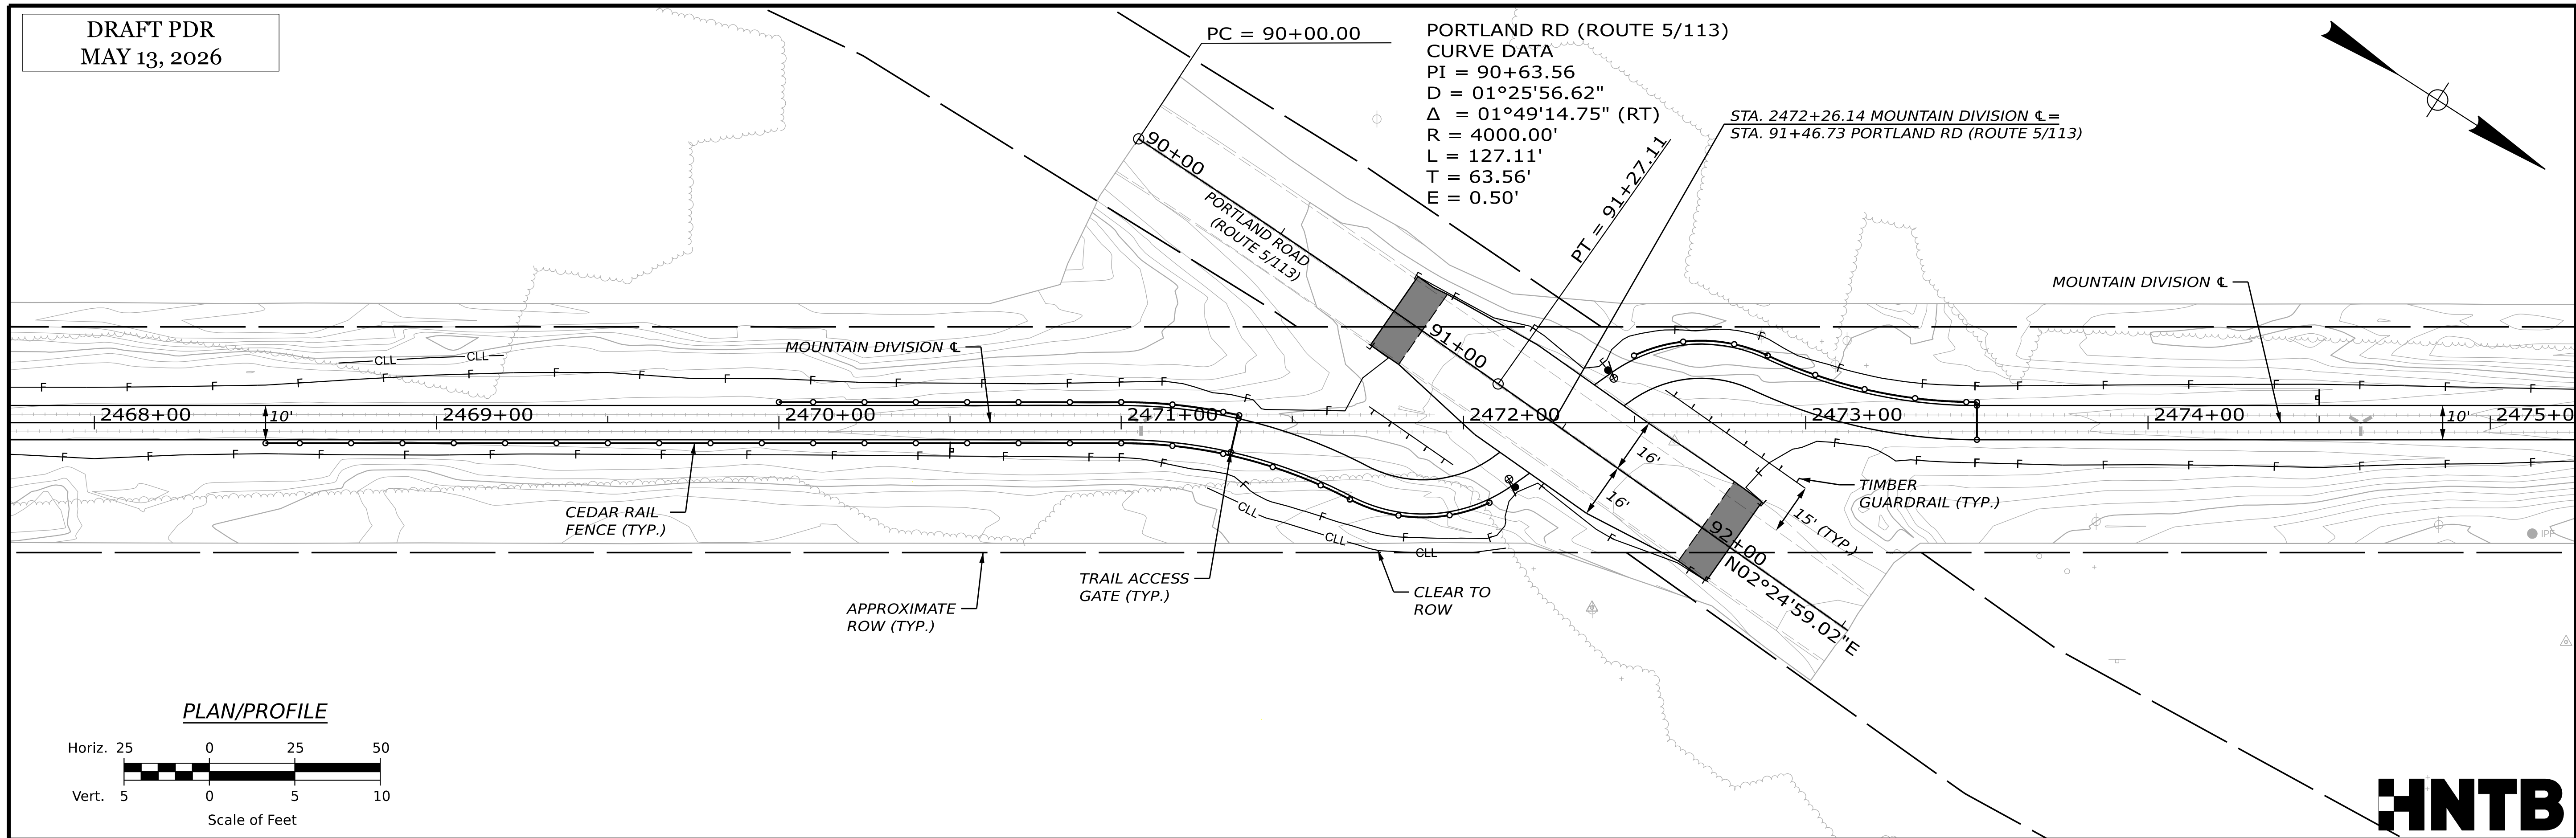 DRAFT PDR
MAY 13, 2026
PC = 90+00.00
PORTLAND RD (ROUTE 5/113)
CURVE DATA
PI = 90+63.56
D = 01°25'56.62"
Δ = 01°49'14.75" (RT)
R = 4000.00'
L = 127.11'
T = 63.56'
E = 0.50'
STA. 2472+26.14 MOUNTAIN DIVISION ℄ =
STA. 91+46.73 PORTLAND RD (ROUTE 5/113)
PT = 91+27.11
90+00
PORTLAND ROAD
(ROUTE 5/113)
91+00
92+00
N02°24'59.02"E
MOUNTAIN DIVISION ℄
MOUNTAIN DIVISION ℄
CLL
CLL
F F F F F F F F F F F F F F F F F
F F F F F F F F F F F
2468+00
10'
2469+00
2470+00
2471+00
2472+00
2473+00
2474+00
10'
2475+0
F F F F F F F F F F F F F F F F F
F F F F F F F F F
16'
16'
15' (TYP.)
TIMBER
GUARDRAIL (TYP.)
CEDAR RAIL
FENCE (TYP.)
CLL
CLL
CLL
IPF
TRAIL ACCESS
GATE (TYP.)
CLEAR TO
ROW
APPROXIMATE
ROW (TYP.)
PLAN/PROFILE
Horiz. 25 0 25 50
Vert. 5 0 5 10
Scale of Feet
HNTB